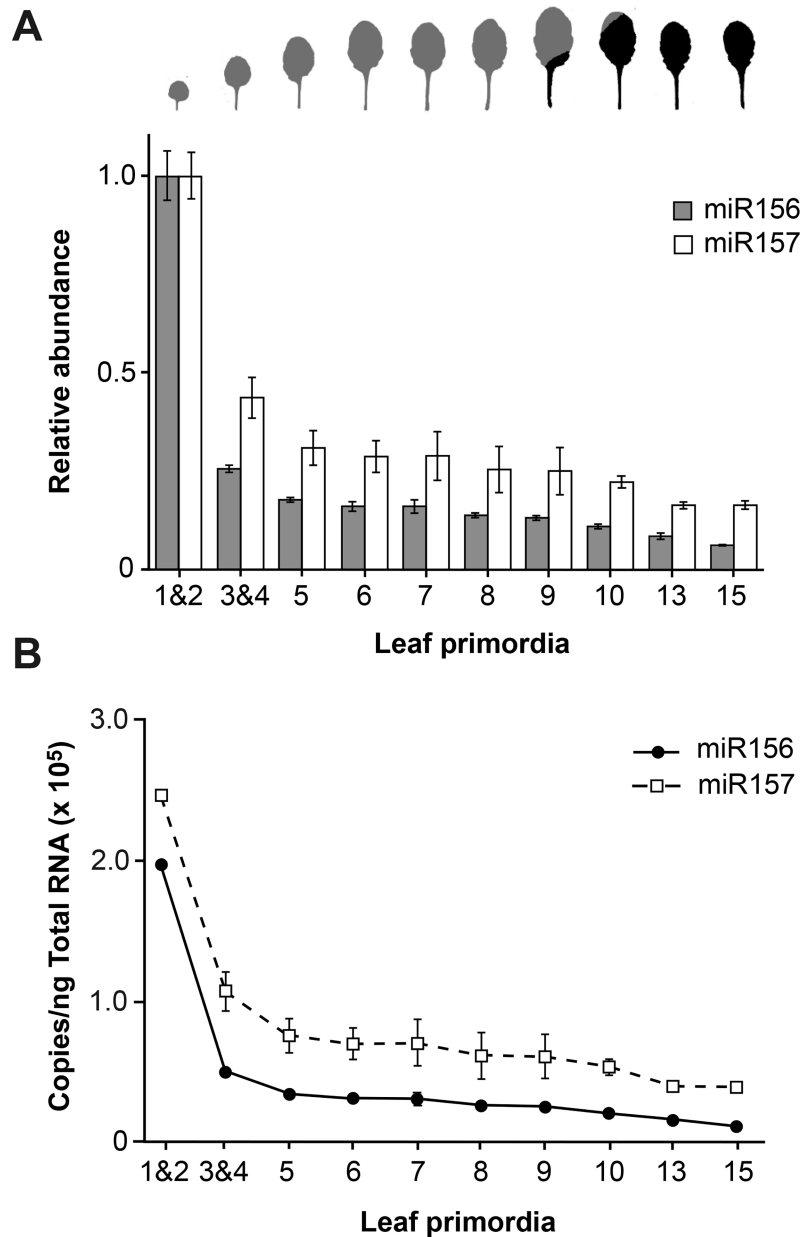 A
Relative abundance
1.0
0.5
0
miR156
miR157
1&2 3&4 5 6 7 8 9 10 13 15
Leaf primordia
B
Copies/ng Total RNA (x 10⁵)
3.0
2.0
1.0
0
miR156
miR157
1&2 3&4 5 6 7 8 9 10 13 15
Leaf primordia